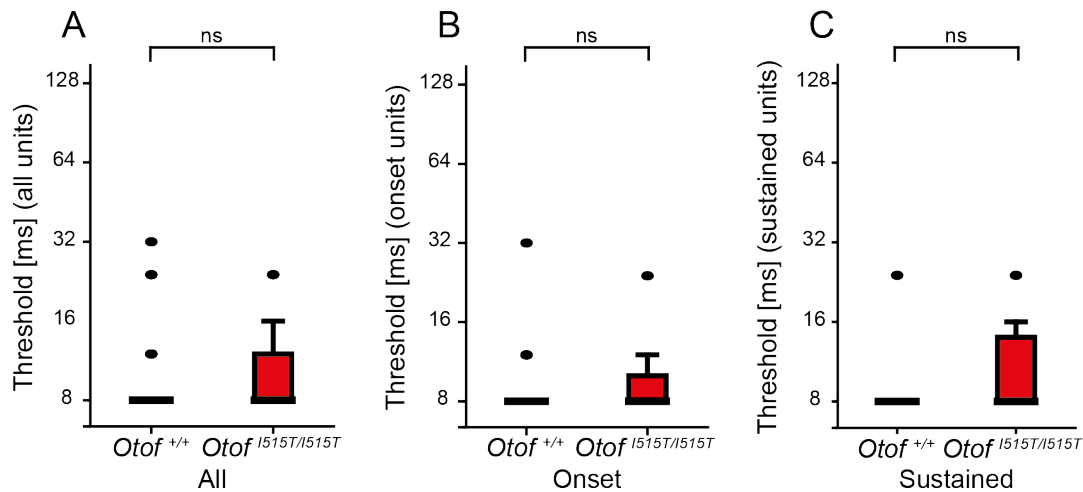 A
ns
Threshold [ms] (all units)
128
64
32
16
8
Otof +/+
Otof I515T/I515T
All
B
ns
Threshold [ms] (onset units)
128
64
32
16
8
Otof +/+
Otof I515T/I515T
Onset
C
ns
Threshold [ms] (sustained units)
128
64
32
16
8
Otof +/+
Otof I515T/I515T
Sustained